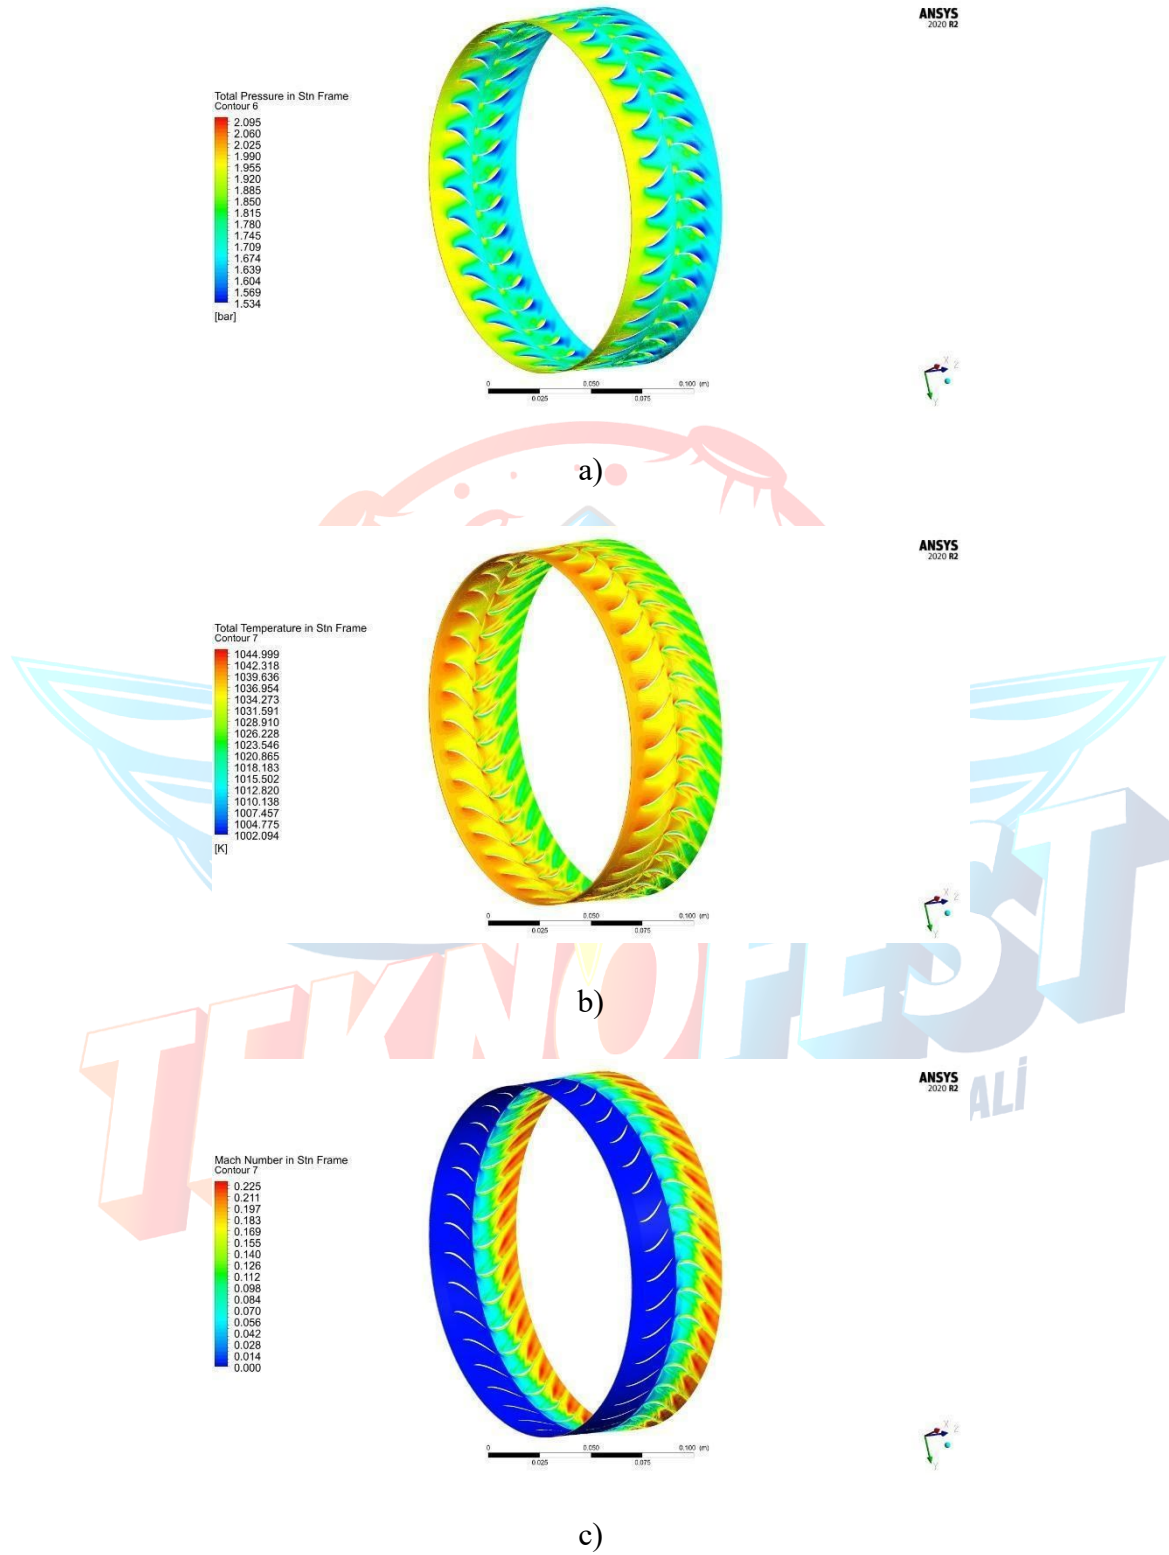 ANSYS
2020 R2
Total Pressure in Stn Frame
Contour 6
2.095
2.060
2.025
1.990
1.955
1.920
1.885
1.850
1.815
1.780
1.745
1.709
1.674
1.639
1.604
1.569
1.534
[bar]
0 0.050 0.100 (m)
0.025 0.075
X Z
Y
a)
ANSYS
2020 R2
Total Temperature in Stn Frame
Contour 7
1044.999
1042.318
1039.636
1036.954
1034.273
1031.591
1028.910
1026.228
1023.546
1020.865
1018.183
1015.502
1012.820
1010.138
1007.457
1004.775
1002.094
[K]
0 0.050 0.100 (m)
0.025 0.075
X Z
Y
TEKNOFEST
b)
ANSYS
2020 R2
ALİ
Mach Number in Stn Frame
Contour 7
0.225
0.211
0.197
0.183
0.169
0.155
0.140
0.126
0.112
0.098
0.084
0.070
0.056
0.042
0.028
0.014
0.000
0 0.050 0.100 (m)
0.025 0.075
X Z
Y
c)